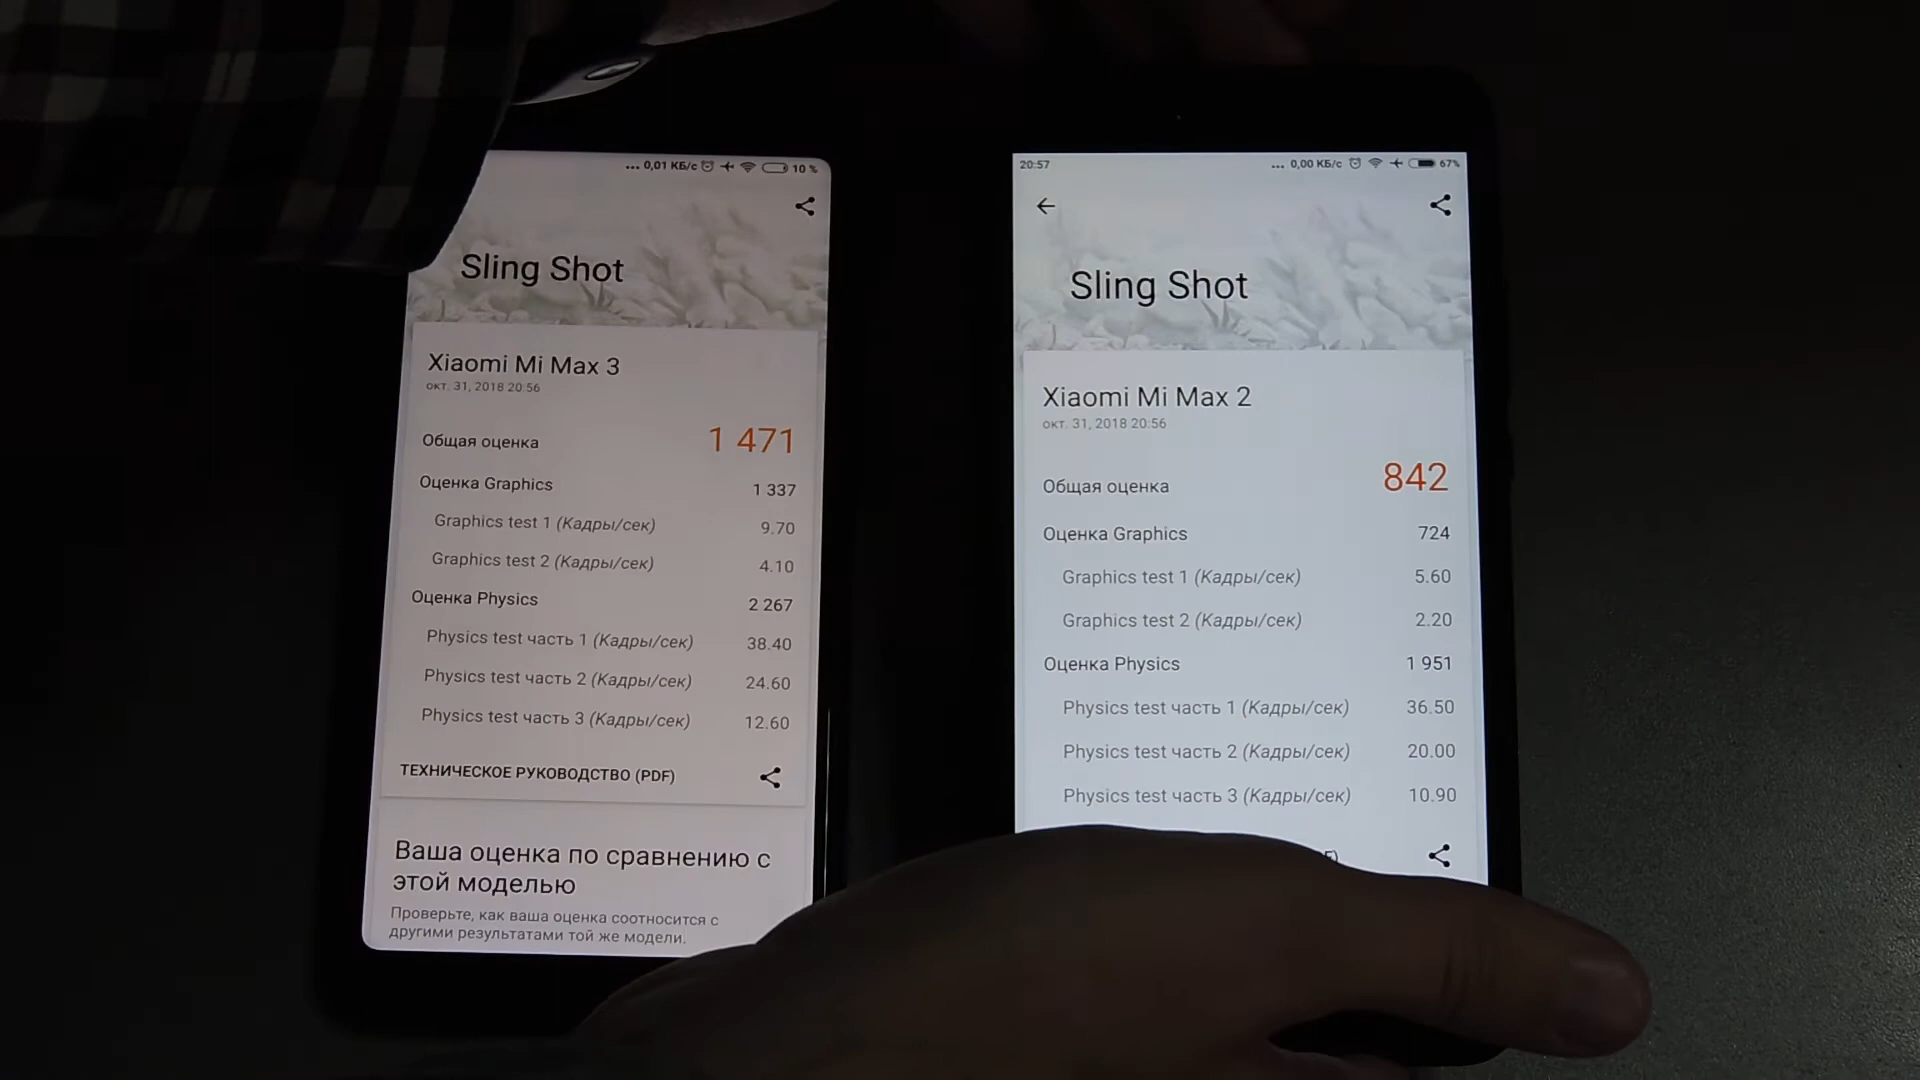 ... 0,01 КБ/с 10 %
Sling Shot
Xiaomi Mi Max 3
окт. 31, 2018 20:56
Общая оценка 1 471
Оценка Graphics 1 337
Graphics test 1 (Кадры/сек) 9.70
Graphics test 2 (Кадры/сек) 4.10
Оценка Physics 2 267
Physics test часть 1 (Кадры/сек) 38.40
Physics test часть 2 (Кадры/сек) 24.60
Physics test часть 3 (Кадры/сек) 12.60
ТЕХНИЧЕСКОЕ РУКОВОДСТВО (PDF)
Ваша оценка по сравнению с
этой моделью
Проверьте, как ваша оценка соотносится с
другими результатами той же модели.
20:57 ... 0,00 КБ/с 67%
Sling Shot
Xiaomi Mi Max 2
окт. 31, 2018 20:56
Общая оценка 842
Оценка Graphics 724
Graphics test 1 (Кадры/сек) 5.60
Graphics test 2 (Кадры/сек) 2.20
Оценка Physics 1 951
Physics test часть 1 (Кадры/сек) 36.50
Physics test часть 2 (Кадры/сек) 20.00
Physics test часть 3 (Кадры/сек) 10.90